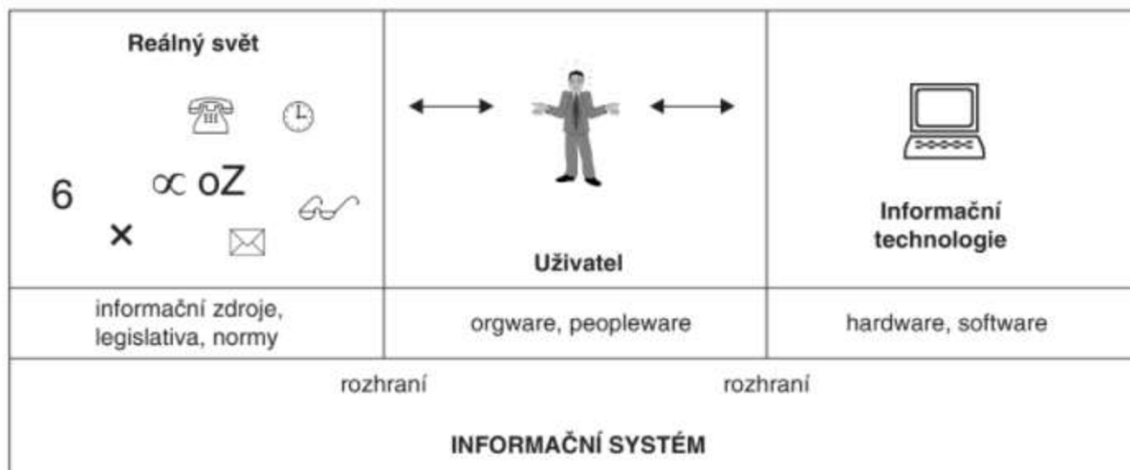 Reálný svět
6
∝ oZ
×
Uživatel
Informační
technologie
informační zdroje,
legislativa, normy
orgware, peopleware
hardware, software
rozhraní
rozhraní
INFORMAČNÍ SYSTÉM